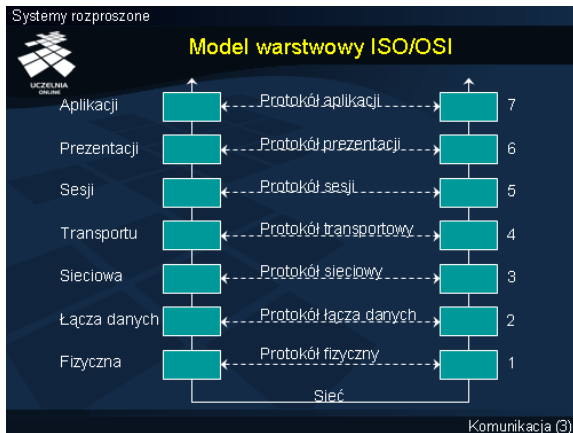 Systemy rozproszone
UCZELNIA
ONLINE
Model warstwowy ISO/OSI
Aplikacji Protokół aplikacji 7
Prezentacji Protokół prezentacji 6
Sesji Protokół sesji 5
Transportu Protokół transportowy 4
Sieciowa Protokół sieciowy 3
Łącza danych Protokół łącza danych 2
Fizyczna Protokół fizyczny 1
Sieć
Komunikacja (3)